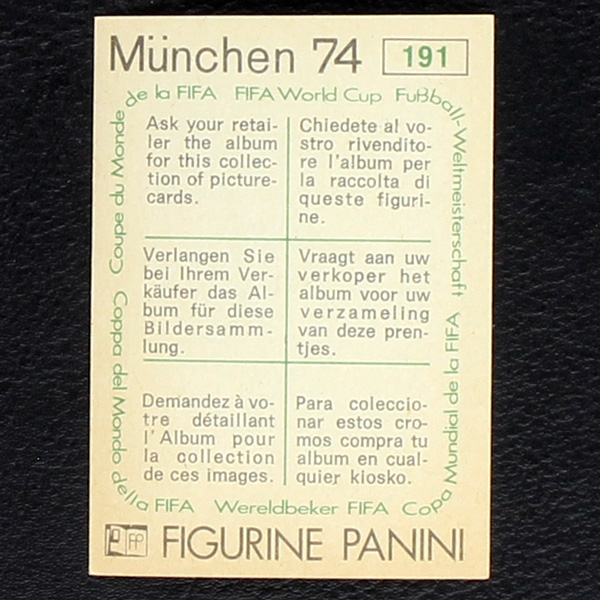 München 74 191
de la FIFA FIFA World Cup Fußball-Weltmeisterschaft
Ask your retai-
ler the album
for this collec-
tion of picture-
cards.
Chiedete al vo-
stro rivendito-
re l'album per
la raccolta di
queste figuri-
ne.
Verlangen Sie
bei Ihrem Ver-
käufer das Al-
bum für diese
Bildersamm-
lung.
Vraagt aan uw
verkoper het
album voor uw
verzameling
van deze pren-
tjes.
Demandez à vo-
tre détaillant
l'Album pour
la collection
de ces images.
Para coleccio-
nar estos cro-
mos compra tu
album en cual-
quier kiosko.
Copa Mundial de la FIFA
Wereldbeker FIFA
Coppa del Mondo della FIFA
Coupe du Monde
FP FIGURINE PANINI